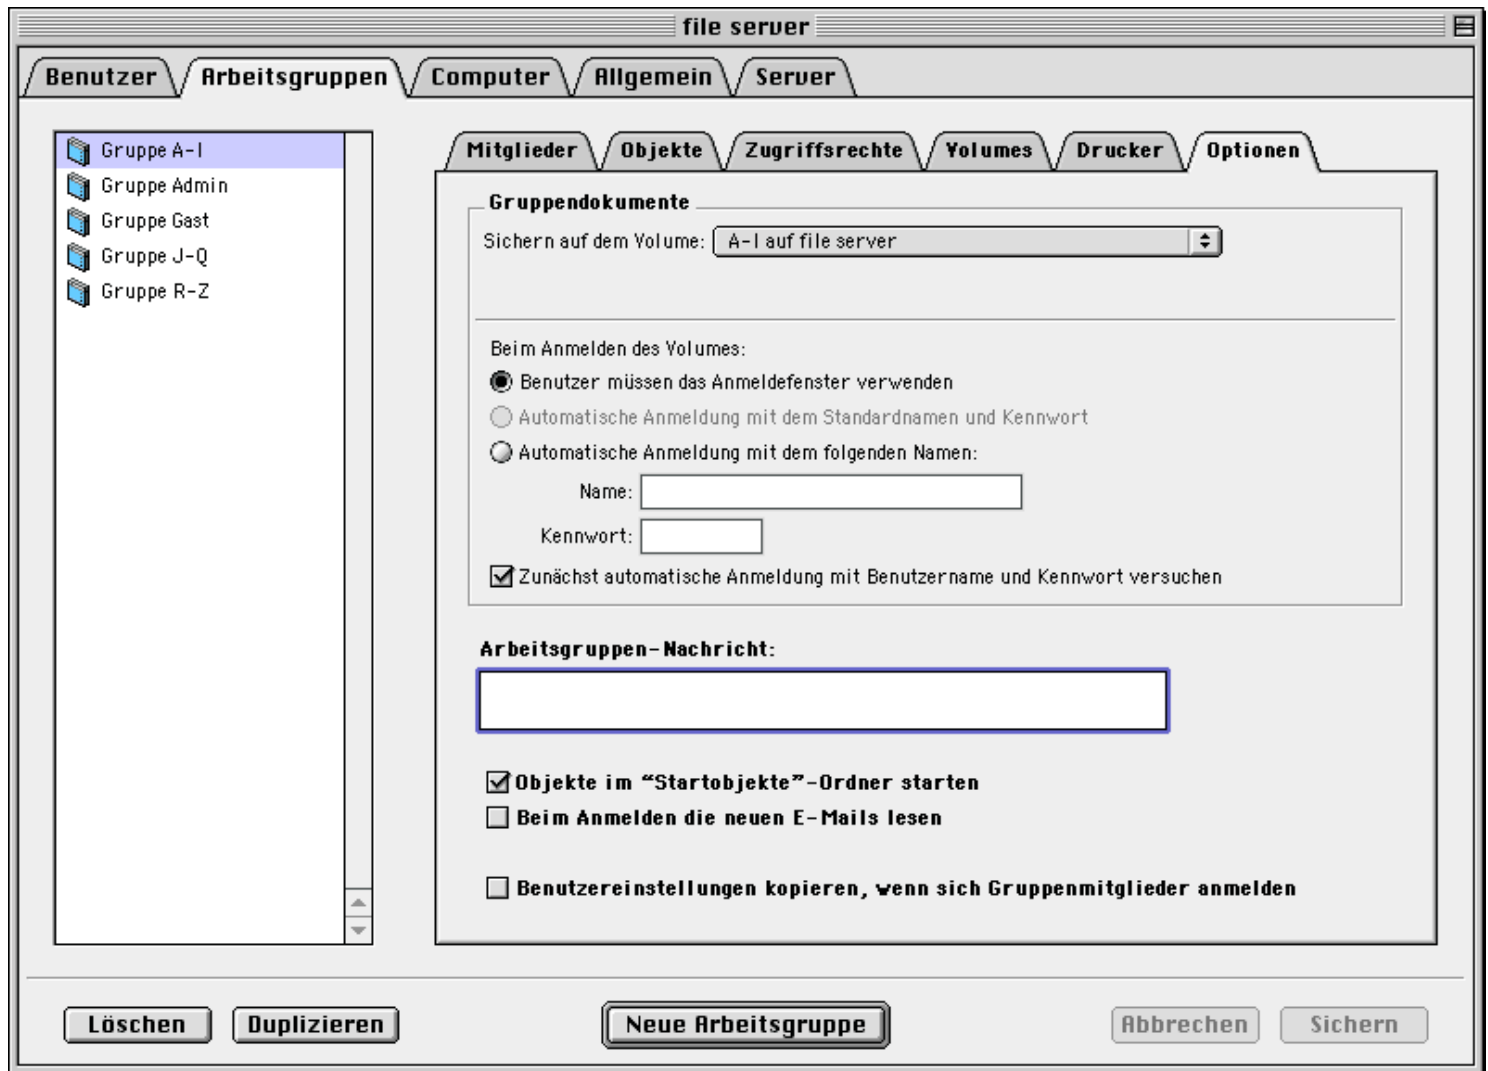 file server
Benutzer Arbeitsgruppen Computer Allgemein Server
Gruppe A-I
Gruppe Admin
Gruppe Gast
Gruppe J-Q
Gruppe R-Z
Mitglieder Objekte Zugriffsrechte Volumes Drucker Optionen
Gruppendokumente
Sichern auf dem Volume: A-I auf file server
Beim Anmelden des Volumes:
Benutzer müssen das Anmeldefenster verwenden
Automatische Anmeldung mit dem Standardnamen und Kennwort
Automatische Anmeldung mit dem folgenden Namen:
Name:
Kennwort:
Zunächst automatische Anmeldung mit Benutzername und Kennwort versuchen
Arbeitsgruppen-Nachricht:
Objekte im “Startobjekte”-Ordner starten
Beim Anmelden die neuen E-Mails lesen
Benutzereinstellungen kopieren, wenn sich Gruppenmitglieder anmelden
Löschen Duplizieren Neue Arbeitsgruppe Abbrechen Sichern